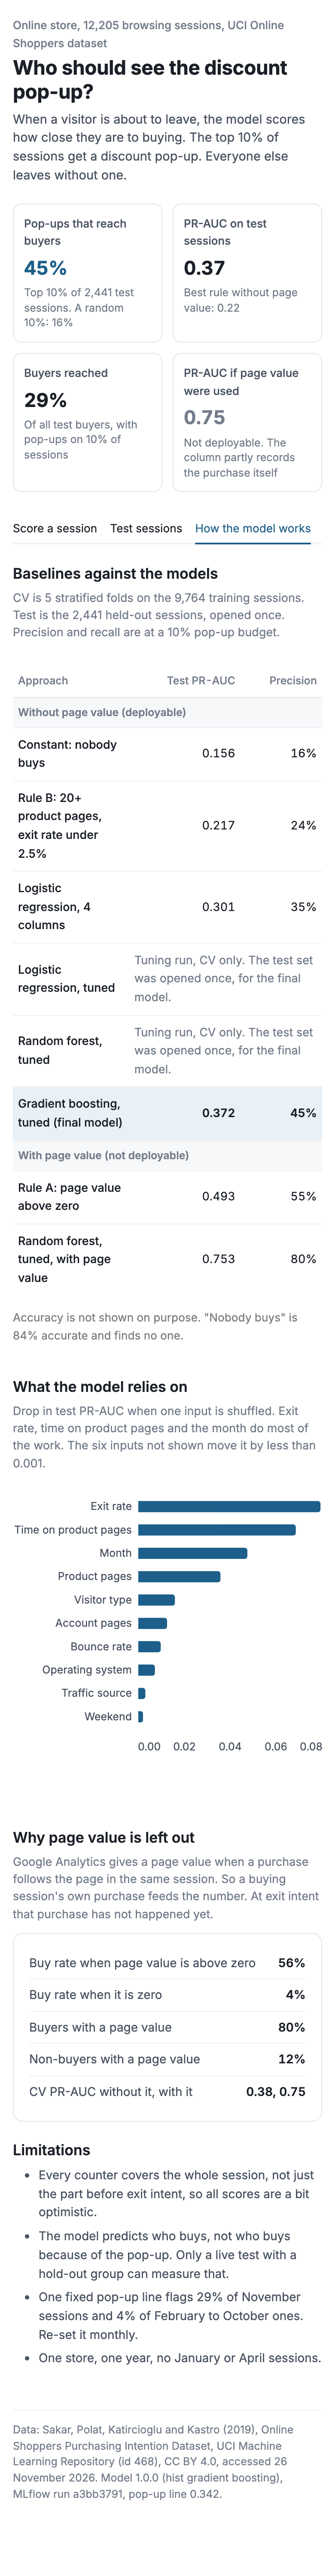 Online store, 12,205 browsing sessions, UCI Online
Shoppers dataset
Who should see the discount
pop-up?
When a visitor is about to leave, the model scores
how close they are to buying. The top 10% of
sessions get a discount pop-up. Everyone else
leaves without one.
Pop-ups that reach
buyers
45%
Top 10% of 2,441 test
sessions. A random
10%: 16%
PR-AUC on test
sessions
0.37
Best rule without page
value: 0.22
Buyers reached
29%
Of all test buyers, with
pop-ups on 10% of
sessions
PR-AUC if page value
were used
0.75
Not deployable. The
column partly records
the purchase itself
Score a session Test sessions How the model works
Baselines against the models
CV is 5 stratified folds on the 9,764 training sessions.
Test is the 2,441 held-out sessions, opened once.
Precision and recall are at a 10% pop-up budget.
Approach Test PR-AUC Precision
Without page value (deployable)
Constant: nobody
buys
0.156 16%
Rule B: 20+
product pages,
exit rate under
2.5%
0.217 24%
Logistic
regression, 4
columns
0.301 35%
Logistic
regression, tuned
Tuning run, CV only. The test set
was opened once, for the final
model.
Random forest,
tuned
Tuning run, CV only. The test set
was opened once, for the final
model.
Gradient boosting,
tuned (final model)
0.372 45%
With page value (not deployable)
Rule A: page value
above zero
0.493 55%
Random forest,
tuned, with page
value
0.753 80%
Accuracy is not shown on purpose. "Nobody buys" is
84% accurate and finds no one.
What the model relies on
Drop in test PR-AUC when one input is shuffled. Exit
rate, time on product pages and the month do most of
the work. The six inputs not shown move it by less than
0.001.
Exit rate
Time on product pages
Month
Product pages
Visitor type
Account pages
Bounce rate
Operating system
Traffic source
Weekend
0.00 0.02 0.04 0.06 0.08
Why page value is left out
Google Analytics gives a page value when a purchase
follows the page in the same session. So a buying
session's own purchase feeds the number. At exit intent
that purchase has not happened yet.
Buy rate when page value is above zero 56%
Buy rate when it is zero 4%
Buyers with a page value 80%
Non-buyers with a page value 12%
CV PR-AUC without it, with it 0.38, 0.75
Limitations
• Every counter covers the whole session, not just
the part before exit intent, so all scores are a bit
optimistic.
• The model predicts who buys, not who buys
because of the pop-up. Only a live test with a
hold-out group can measure that.
• One fixed pop-up line flags 29% of November
sessions and 4% of February to October ones.
Re-set it monthly.
• One store, one year, no January or April sessions.
Data: Sakar, Polat, Katircioglu and Kastro (2019), Online
Shoppers Purchasing Intention Dataset, UCI Machine
Learning Repository (id 468), CC BY 4.0, accessed 26
November 2026. Model 1.0.0 (hist gradient boosting),
MLflow run a3bb3791, pop-up line 0.342.